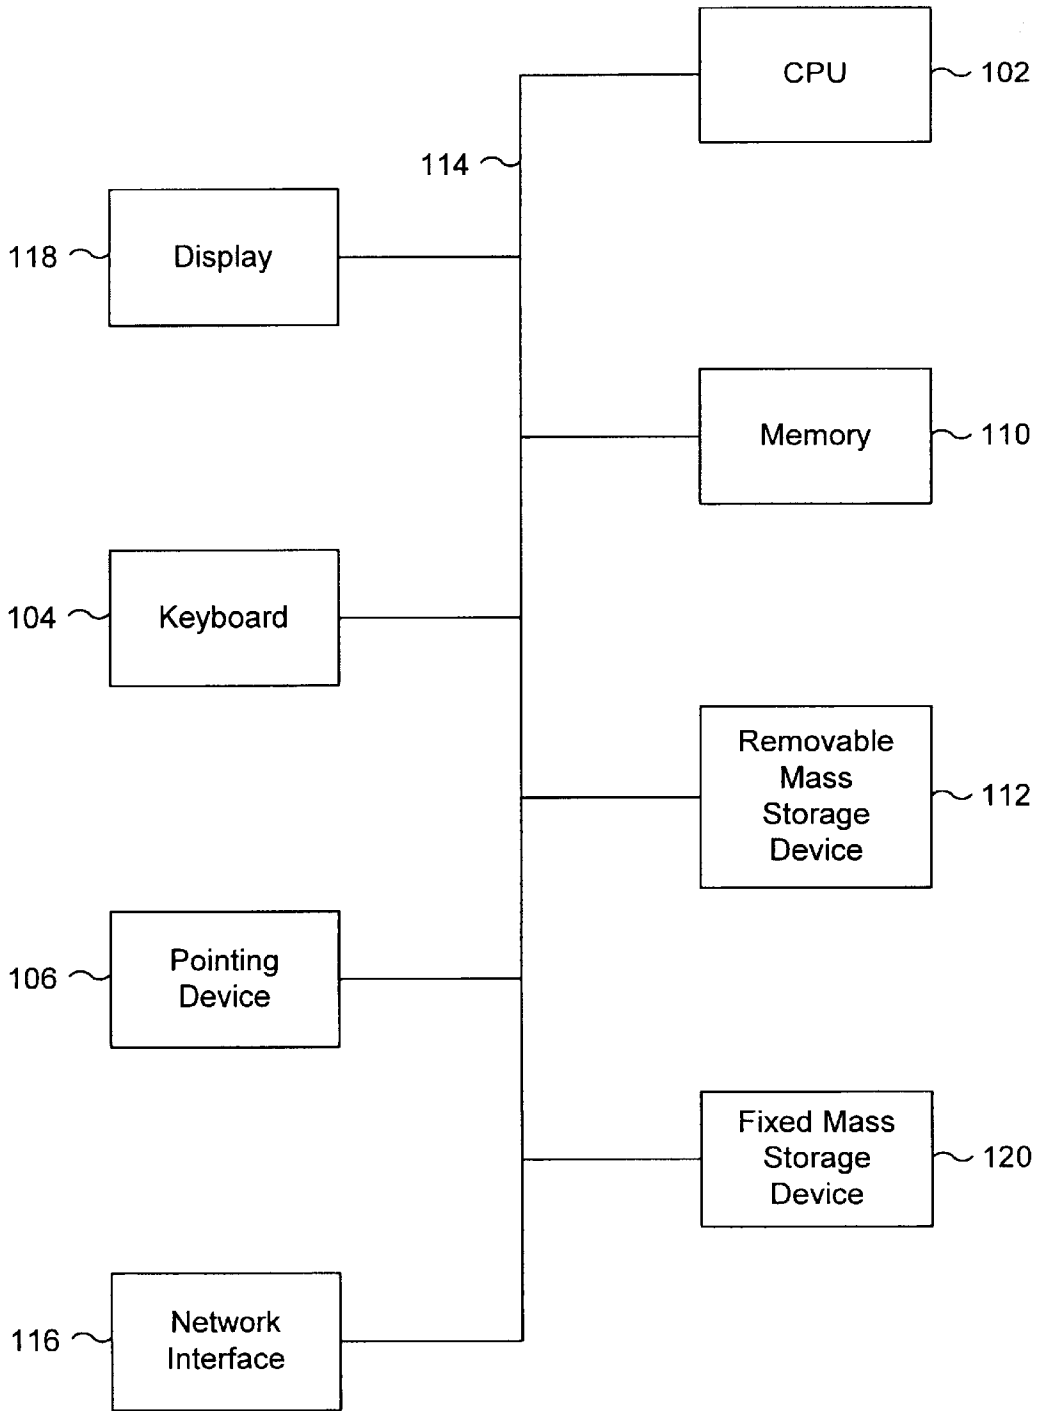 CPU
102
114
118
Display
Memory
110
104
Keyboard
Removable
Mass
Storage
Device
112
106
Pointing
Device
Fixed Mass
Storage
Device
120
116
Network
Interface